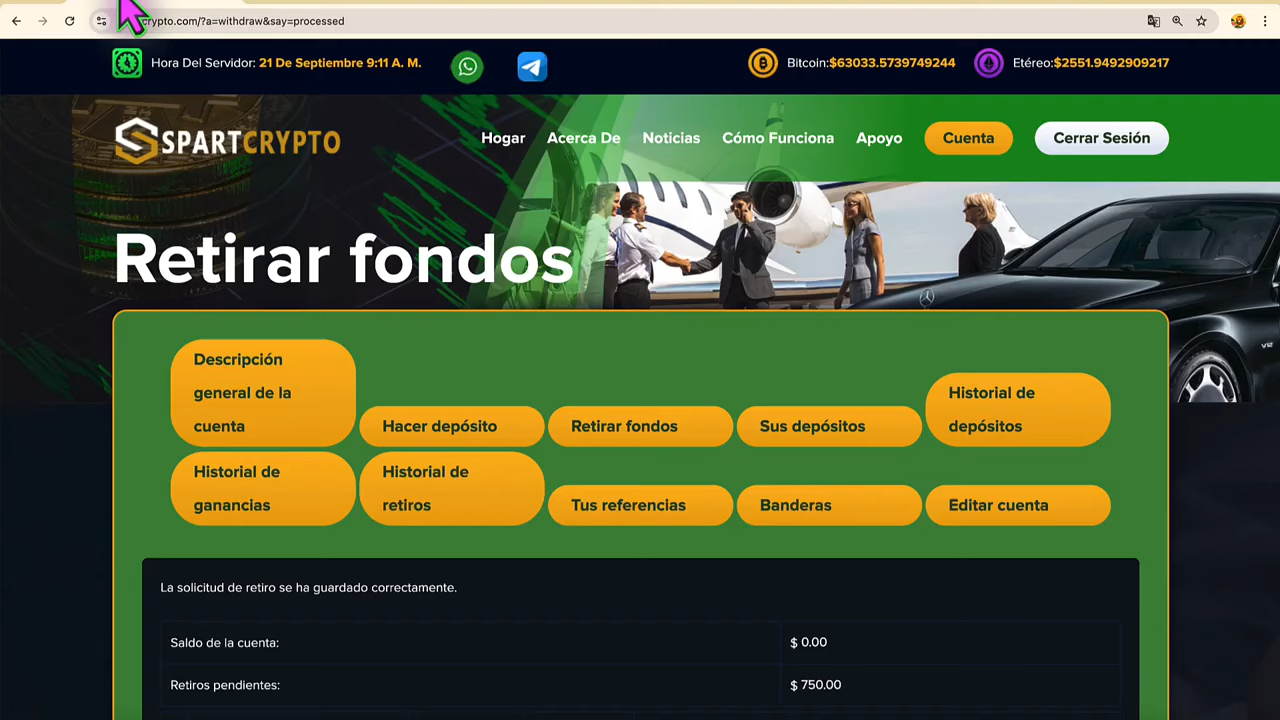 crypto.com/?a=withdraw&say=processed
Hora Del Servidor: 21 De Septiembre 9:11 A. M.
Bitcoin:$63033.5739749244
Etéreo:$2551.9492909217
SPARTCRYPTO
Hogar
Acerca De
Noticias
Cómo Funciona
Apoyo
Cuenta
Cerrar Sesión
Retirar fondos
Descripción
general de la
cuenta
Hacer depósito
Retirar fondos
Sus depósitos
Historial de
depósitos
Historial de
ganancias
Historial de
retiros
Tus referencias
Banderas
Editar cuenta
La solicitud de retiro se ha guardado correctamente.
Saldo de la cuenta:
$ 0.00
Retiros pendientes:
$ 750.00